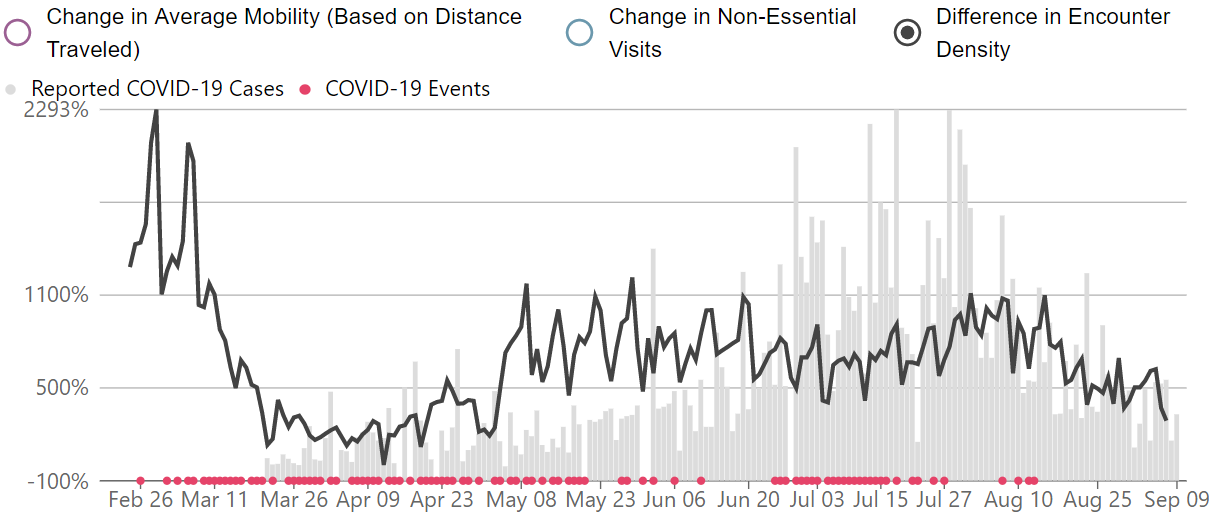 Change in Average Mobility (Based on Distance Traveled)
Change in Non-Essential Visits
Difference in Encounter Density
Reported COVID-19 Cases
COVID-19 Events
2293%
1100%
500%
-100%
Feb 26 Mar 11 Mar 26 Apr 09 Apr 23 May 08 May 23 Jun 06 Jun 20 Jul 03 Jul 15 Jul 27 Aug 10 Aug 25 Sep 09